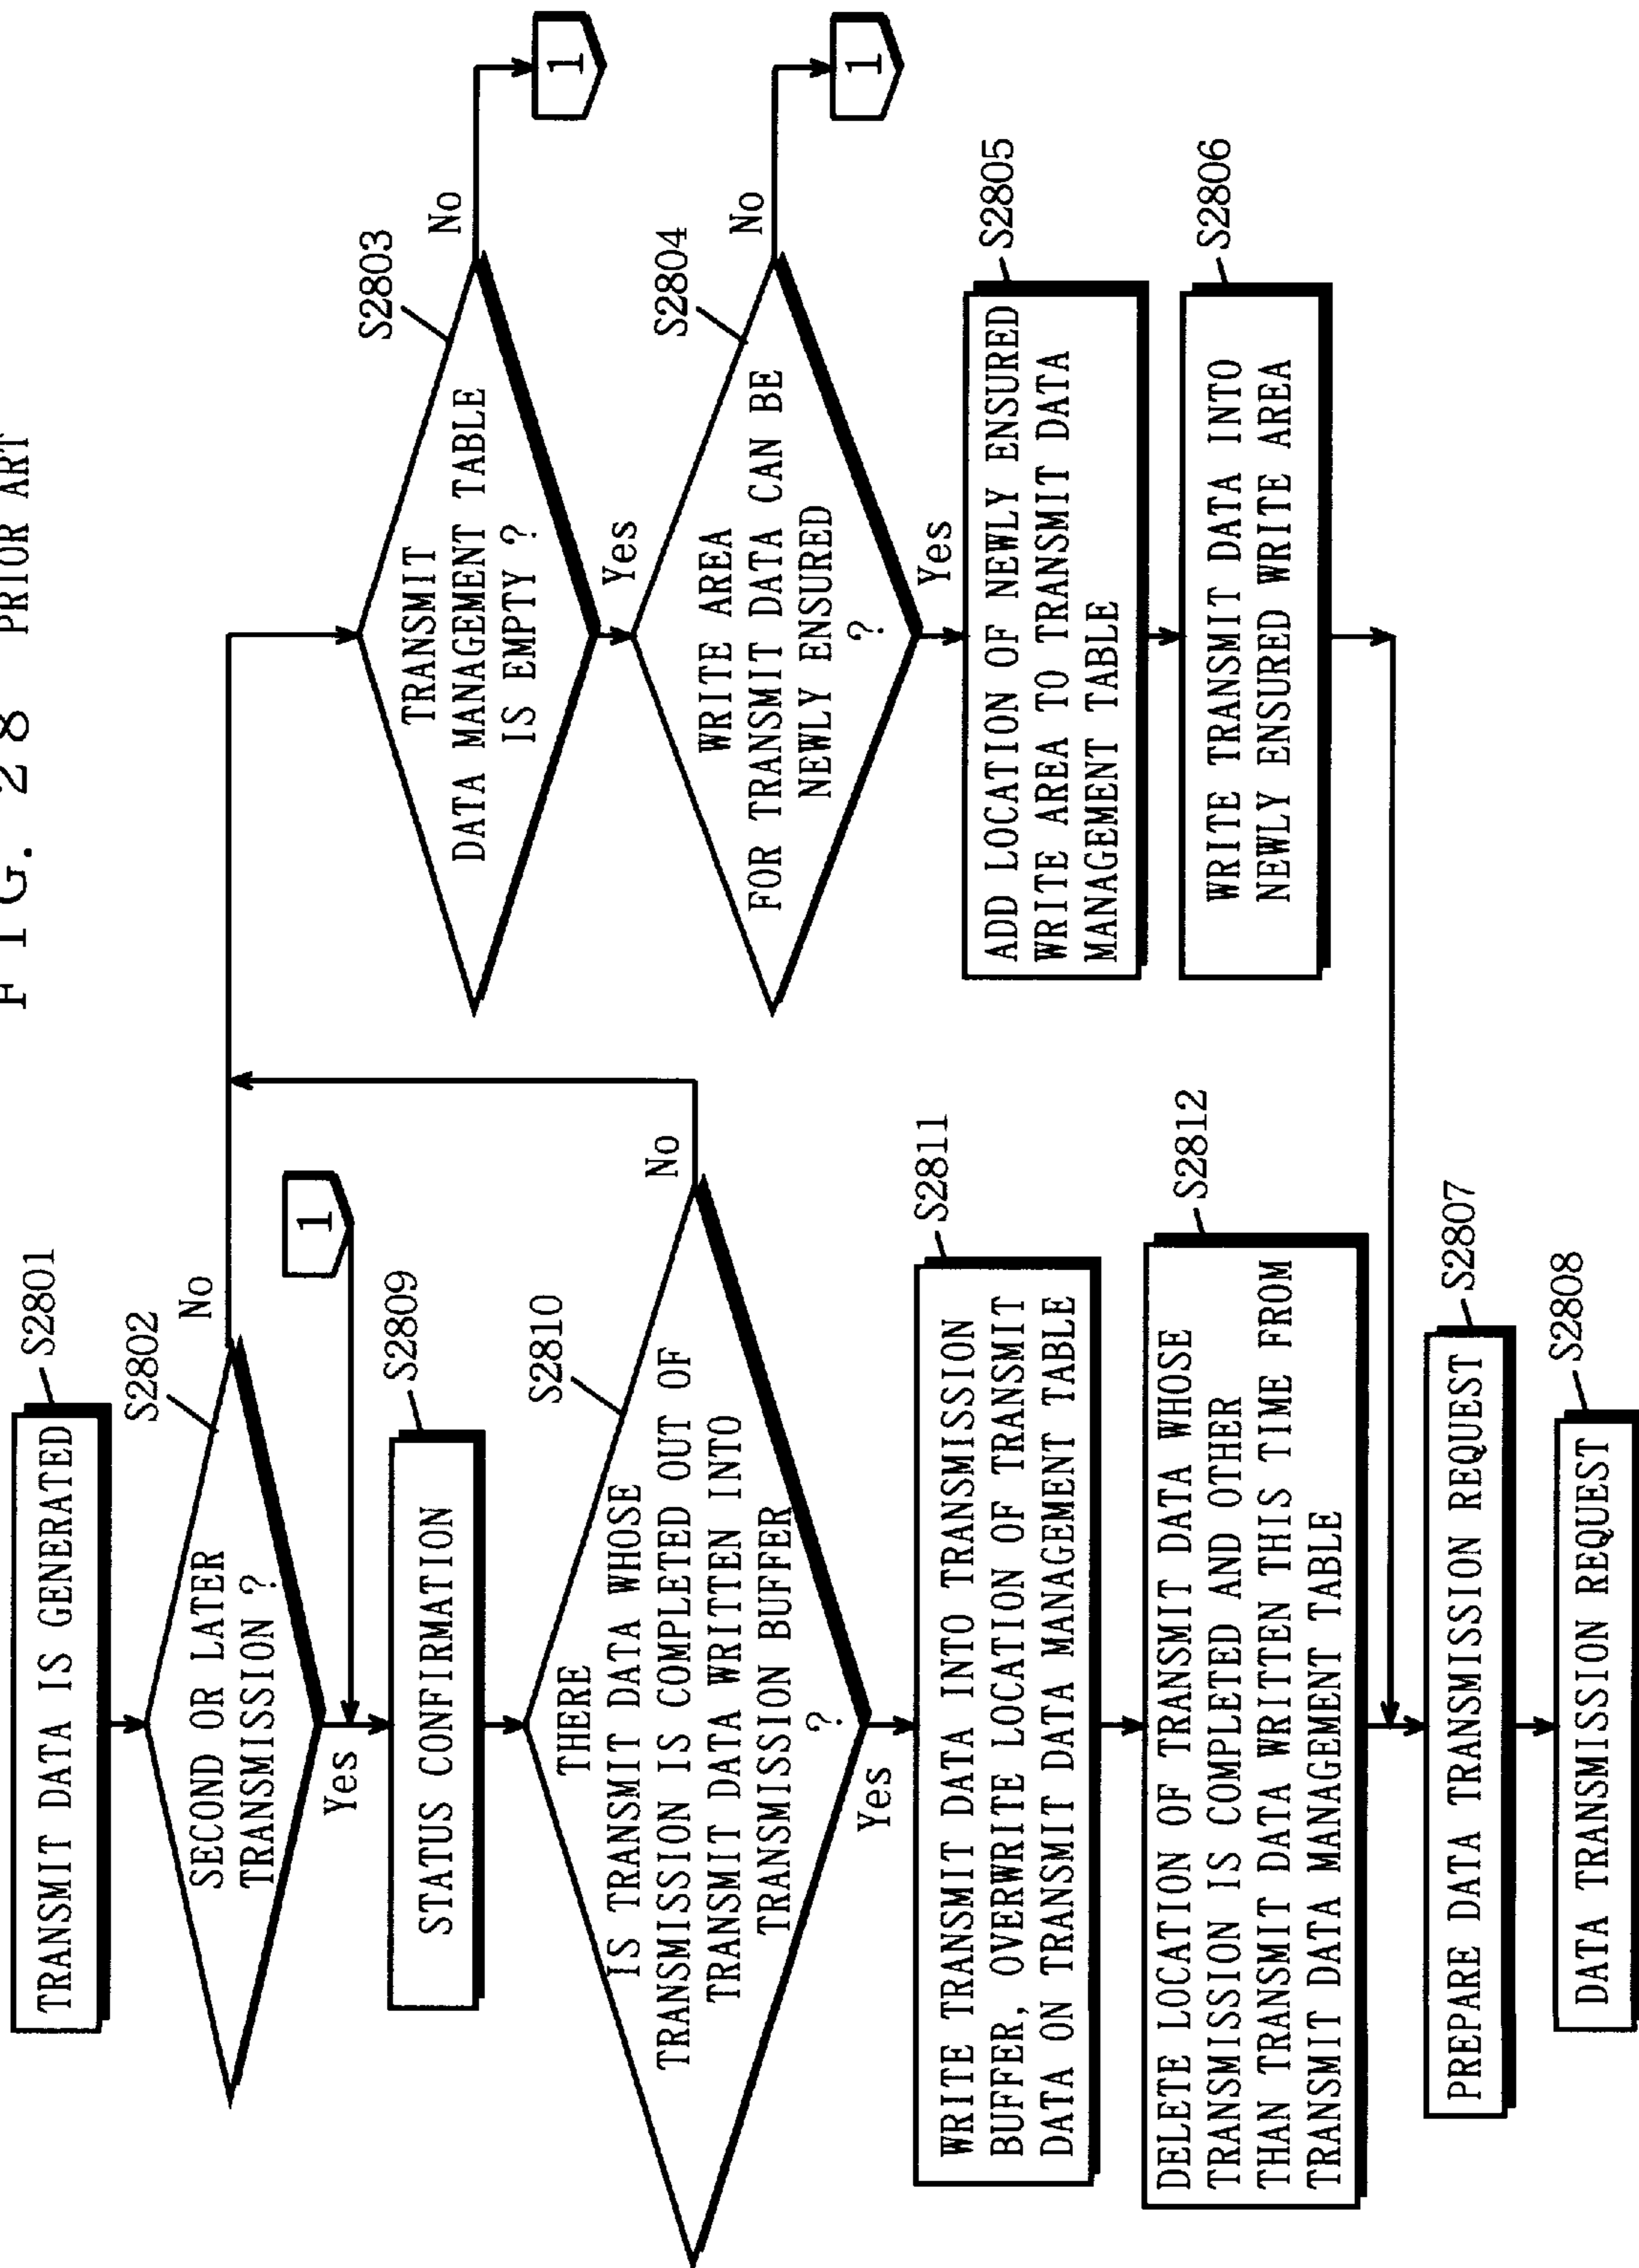 F I G. 2 8 PRIOR ART
TRANSMIT DATA IS GENERATED
S2801
SECOND OR LATER
TRANSMISSION ?
S2802
No
Yes
1
STATUS CONFIRMATION
S2809
THERE
IS TRANSMIT DATA WHOSE
TRANSMISSION IS COMPLETED OUT OF
TRANSMIT DATA WRITTEN INTO
TRANSMISSION BUFFER
?
S2810
No
Yes
WRITE TRANSMIT DATA INTO TRANSMISSION
BUFFER, OVERWRITE LOCATION OF TRANSMIT
DATA ON TRANSMIT DATA MANAGEMENT TABLE
S2811
DELETE LOCATION OF TRANSMIT DATA WHOSE
TRANSMISSION IS COMPLETED AND OTHER
THAN TRANSMIT DATA WRITTEN THIS TIME FROM
TRANSMIT DATA MANAGEMENT TABLE
S2812
PREPARE DATA TRANSMISSION REQUEST
S2807
DATA TRANSMISSION REQUEST
S2808
TRANSMIT
DATA MANAGEMENT TABLE
IS EMPTY ?
S2803
No
1
Yes
WRITE AREA
FOR TRANSMIT DATA CAN BE
NEWLY ENSURED
?
S2804
No
1
Yes
ADD LOCATION OF NEWLY ENSURED
WRITE AREA TO TRANSMIT DATA
MANAGEMENT TABLE
S2805
WRITE TRANSMIT DATA INTO
NEWLY ENSURED WRITE AREA
S2806